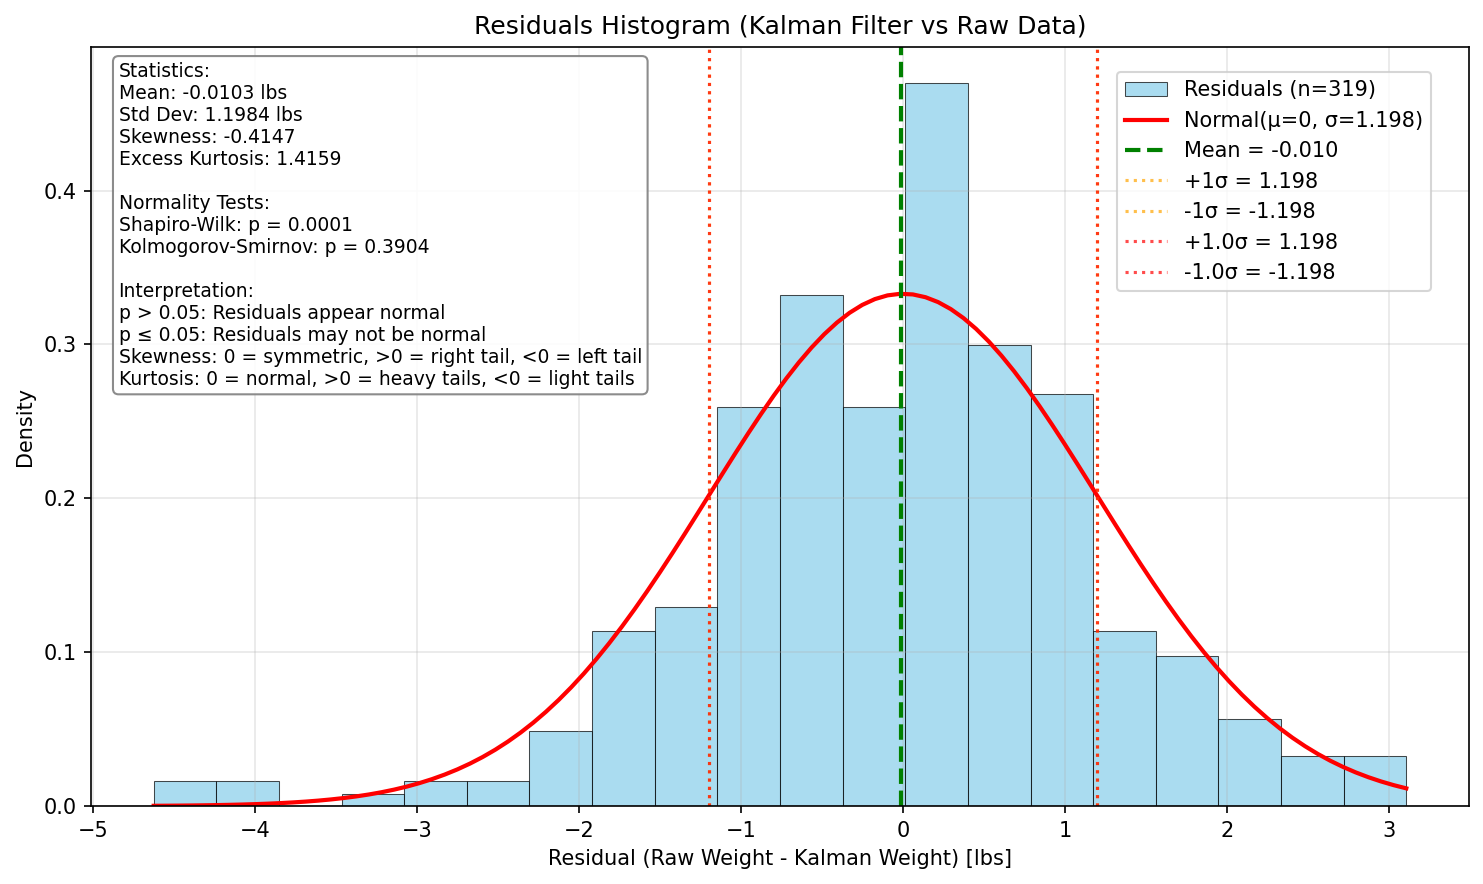 Residuals Histogram (Kalman Filter vs Raw Data)
Statistics:
Mean: -0.0103 lbs
Std Dev: 1.1984 lbs
Skewness: -0.4147
Excess Kurtosis: 1.4159
Normality Tests:
Shapiro-Wilk: p = 0.0001
Kolmogorov-Smirnov: p = 0.3904
Interpretation:
p > 0.05: Residuals appear normal
p ≤ 0.05: Residuals may not be normal
Skewness: 0 = symmetric, >0 = right tail, <0 = left tail
Kurtosis: 0 = normal, >0 = heavy tails, <0 = light tails
Residuals (n=319)
Normal(μ=0, σ=1.198)
Mean = -0.010
+1σ = 1.198
-1σ = -1.198
+1.0σ = 1.198
-1.0σ = -1.198
Density
0.4
0.3
0.2
0.1
0.0
−5 −4 −3 −2 −1 0 1 2 3
Residual (Raw Weight - Kalman Weight) [lbs]